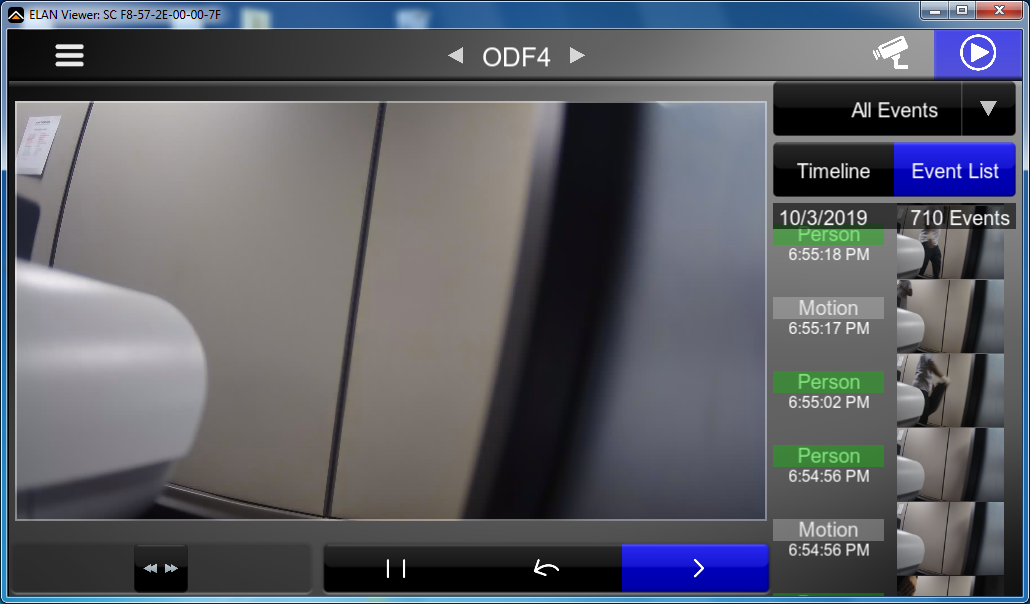 ELAN Viewer: SC F8-57-2E-00-00-7F
ODF4
All Events
Timeline
Event List
10/3/2019
710 Events
Person
6:55:18 PM
Motion
6:55:17 PM
Person
6:55:02 PM
Person
6:54:56 PM
Motion
6:54:56 PM